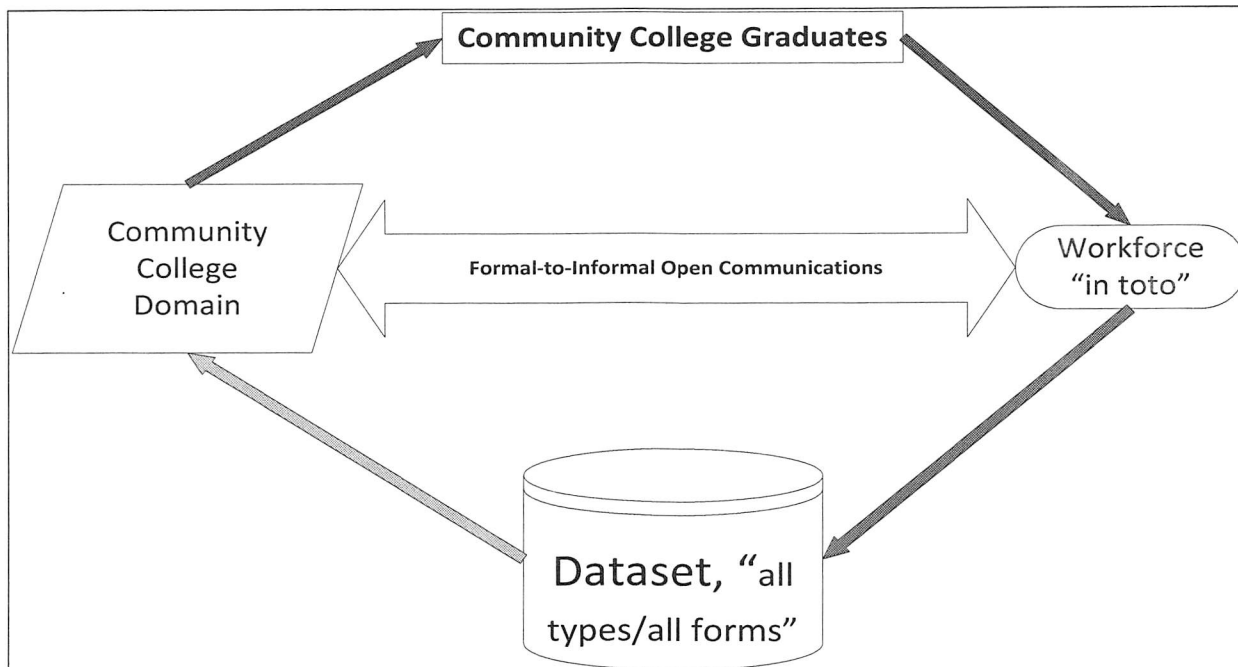 Community College Graduates
Community
College
Domain
Formal-to-Informal Open Communications
Workforce
“in toto”
Dataset, “all
types/all forms”